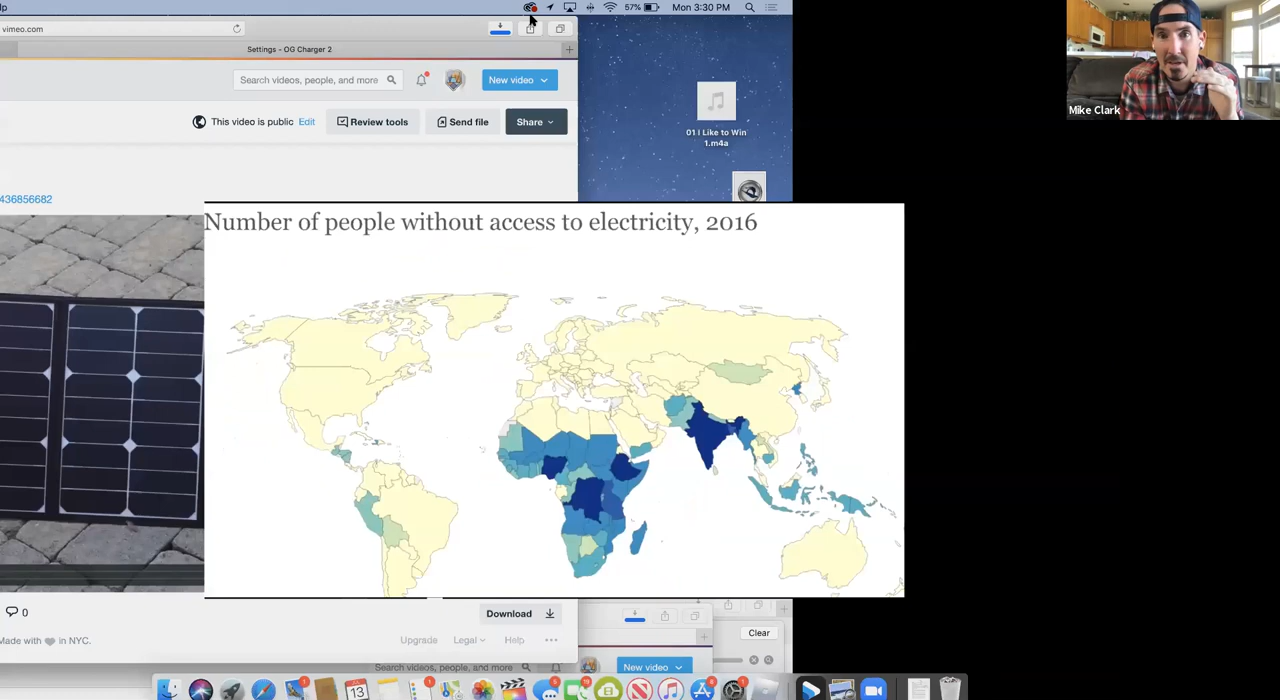 lp
57%
Mon 3:30 PM
vimeo.com
Settings - OG Charger 2
Search videos, people, and more
New video
This video is public Edit
Review tools
Send file
Share
436856682
01 I Like to Win
1.m4a
Mike Clark
Number of people without access to electricity, 2016
0
Download
Made with in NYC.
Upgrade
Legal
Help
Clear
Search videos, people, and more
New video
13